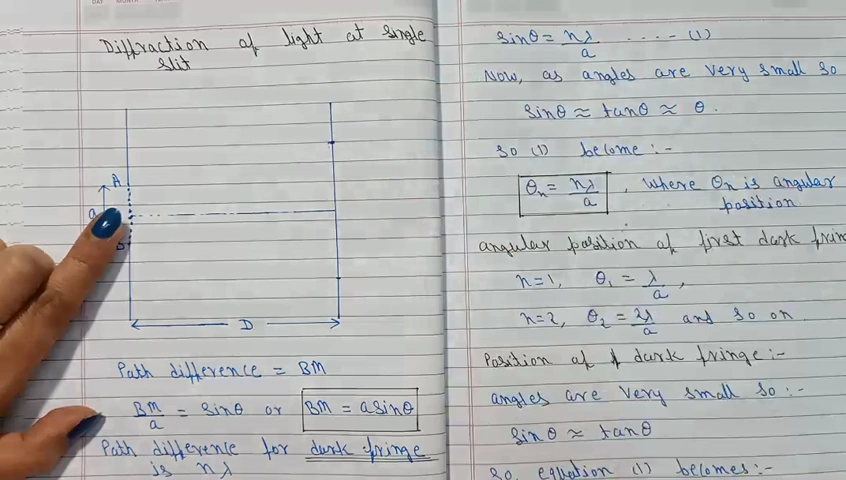 Diffraction of light at single
slit
A
a
D
Path difference = BM
BM/a = sinθ or BM = a sinθ
Path difference for dark fringe
is nλ
sinθ = nλ/a ..... (1)
Now, as angles are very small so
sinθ ≈ tanθ ≈ θ.
so (1) become :-
θn = nλ/a , where θn is angular
position
angular position of first dark frin
n=1, θ1 = λ/a ,
n=2, θ2 = 2λ/a and so on
Position of dark fringe :-
angles are very small so :-
sinθ ≈ tanθ
so, equation (1) becomes :-